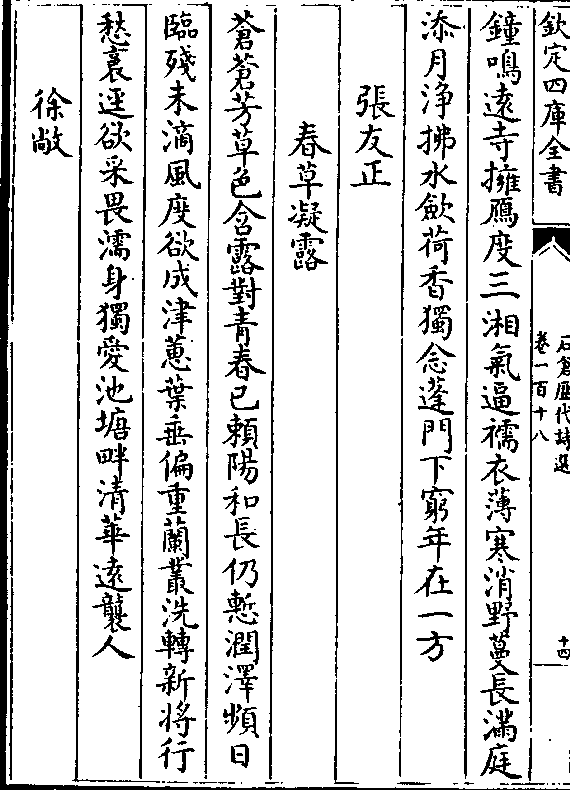 欽定四庫全書
石倉歷代詩選
卷一百十八
十四
鐘鳴遠寺擁鴈度三湘氣逼襦衣薄寒消野蔓長滿庭
添月浄拂水歛荷香獨念蓬門下窮年在一方
張友正
春草凝露
蒼蒼芳草色含露對青春已賴陽和長仍慙潤澤頻日
臨殘未滴風度欲成津蕙葉垂偏重蘭叢洗轉新將行
愁裛逕欲采畏濡身獨愛池塘畔清華逺襲人
徐敞